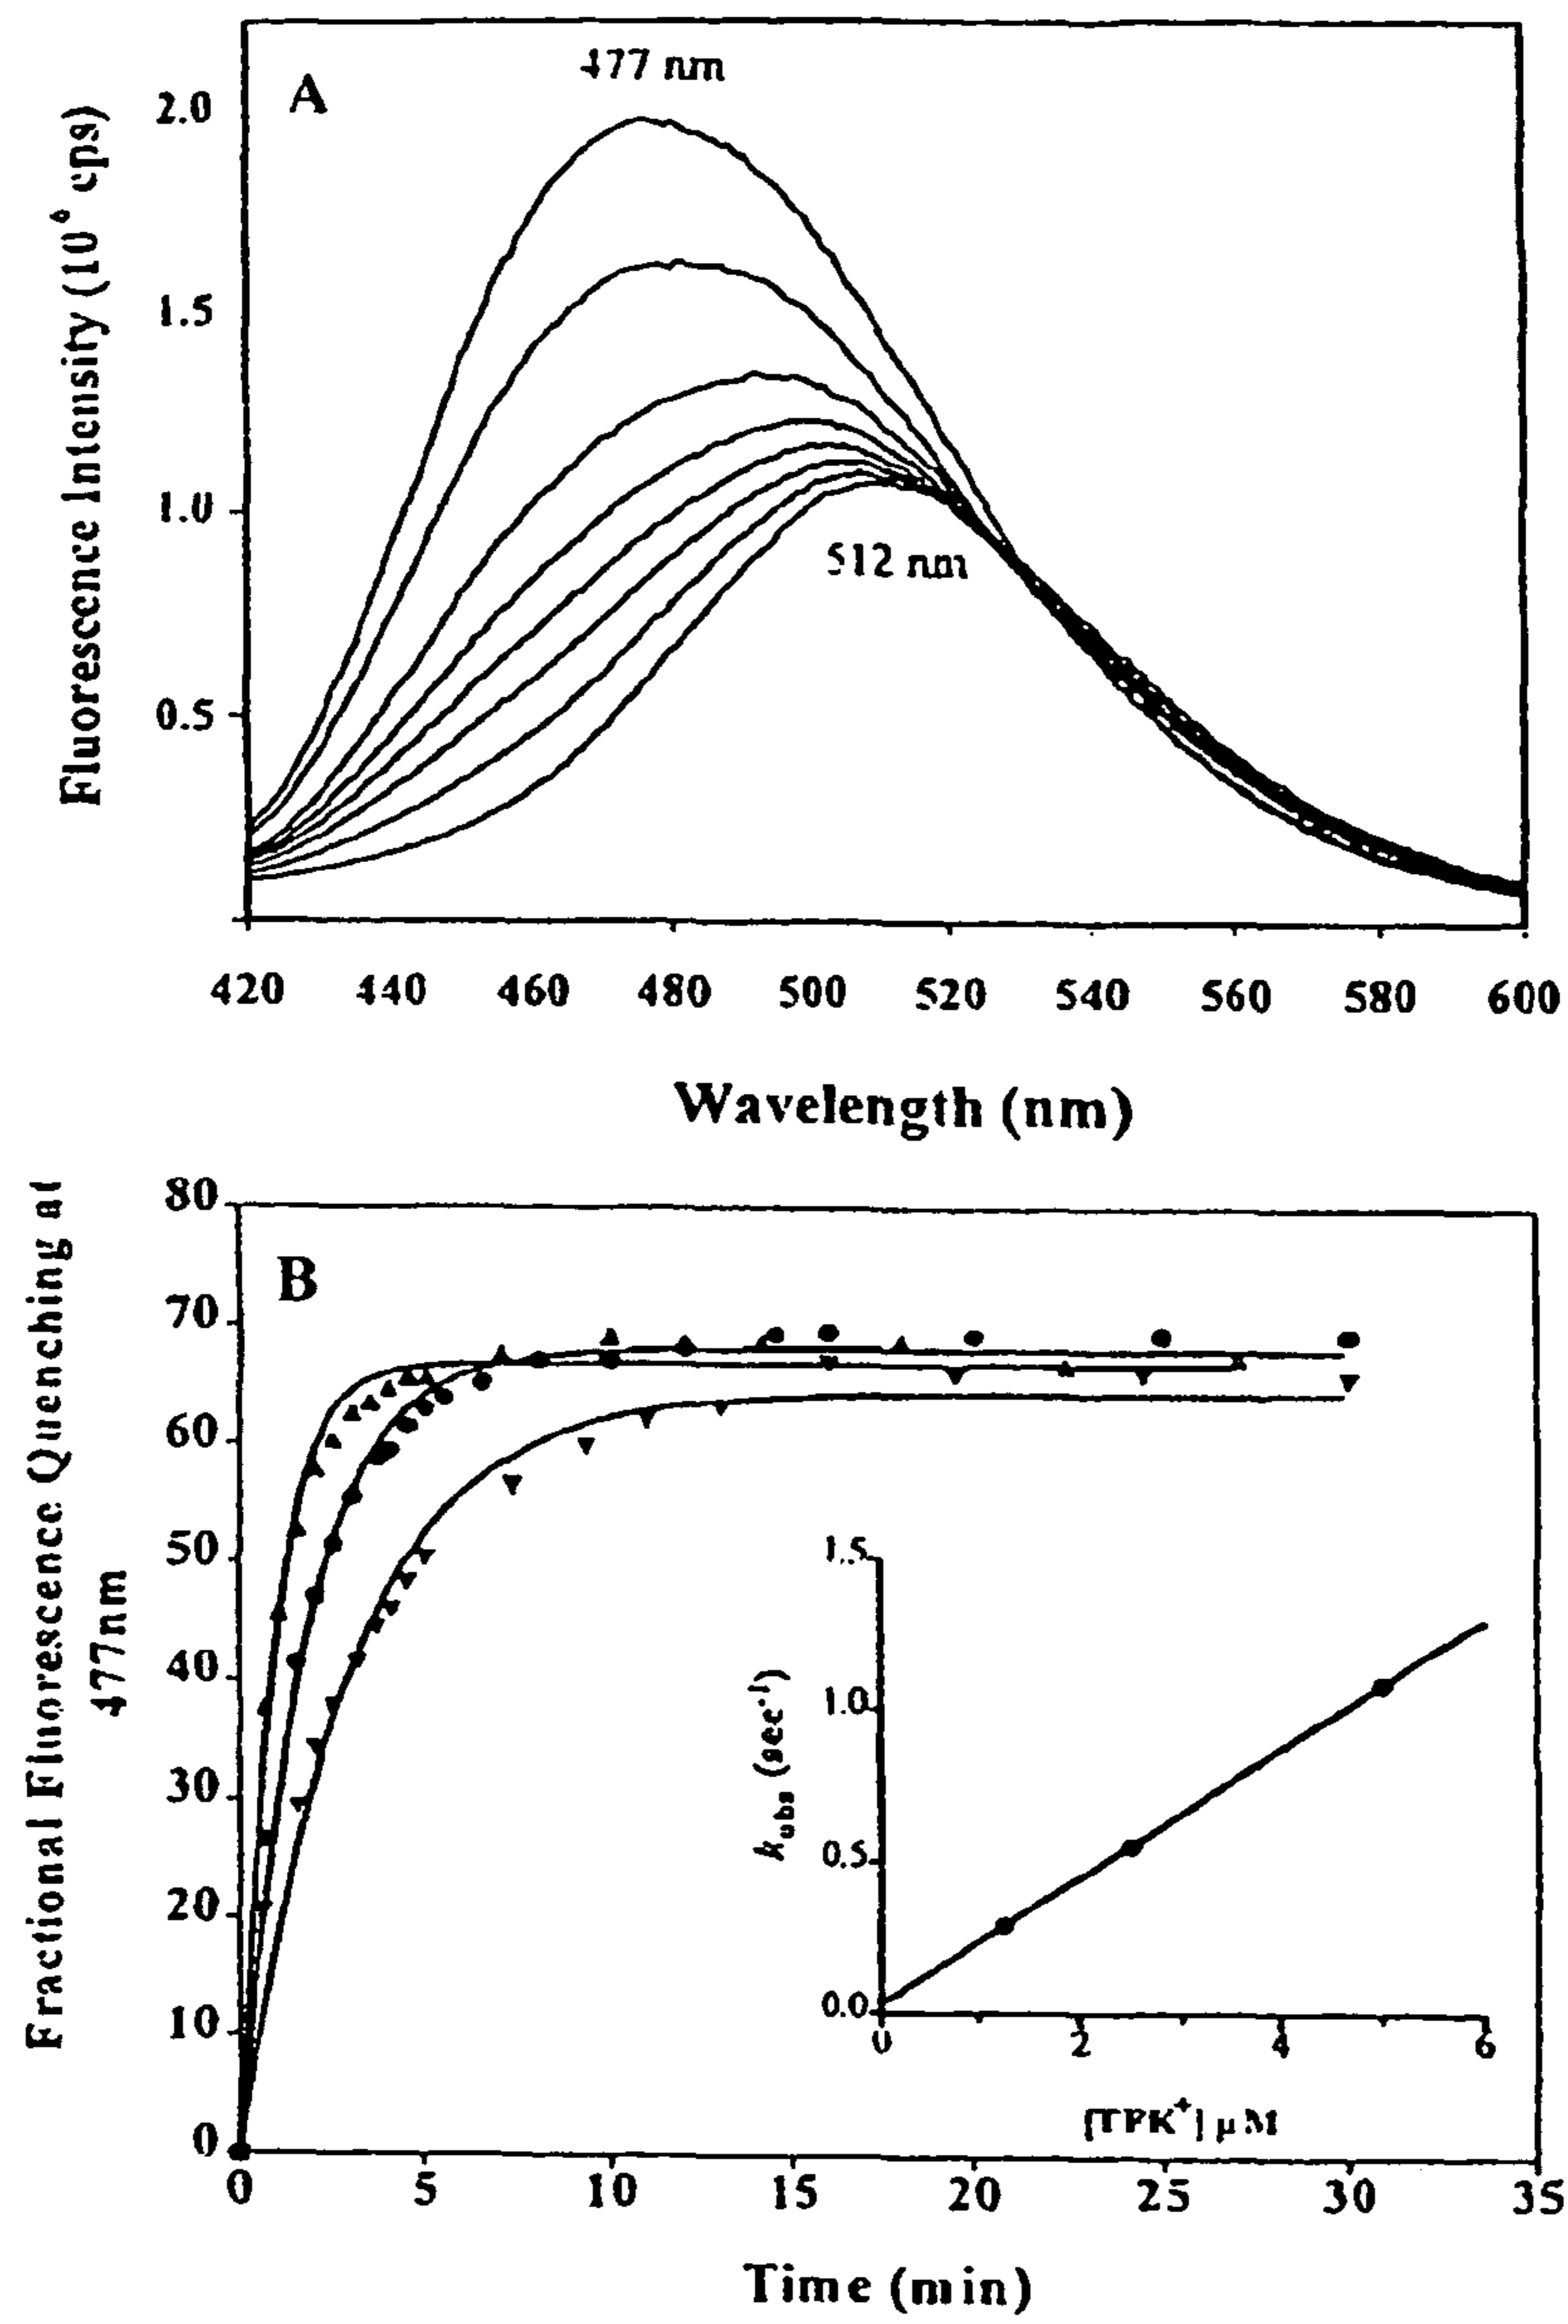 A
477 nm
2.0
1.5
1.0
0.5
512 nm
Fluorescence Intensity (10⁶ cps)
420 440 460 480 500 520 540 560 580 600
Wavelength (nm)
B
80
70
60
50
40
30
20
10
0
Fractional Fluorescence Quenching at
477nm
1.5
1.0
0.5
0.0
k obs (sec⁻¹)
0 2 4 6
[TPK⁺] μM
0 5 10 15 20 25 30 35
Time (min)